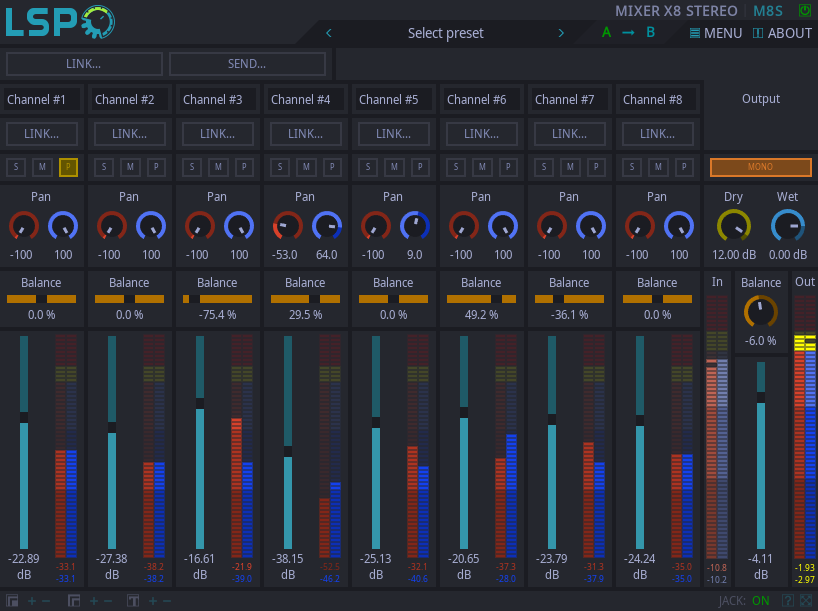 LSP
MIXER X8 STEREO M8S
Select preset
A → B
MENU
ABOUT
LINK...
SEND...
Channel #1
Channel #2
Channel #3
Channel #4
Channel #5
Channel #6
Channel #7
Channel #8
Output
LINK...
LINK...
LINK...
LINK...
LINK...
LINK...
LINK...
LINK...
S M P
S M P
S M P
S M P
S M P
S M P
S M P
S M P
MONO
Pan
Pan
Pan
Pan
Pan
Pan
Pan
Pan
Dry
Wet
-100 100
-100 100
-100 100
-53.0 64.0
-100 9.0
-100 100
-100 100
-100 100
12.00 dB
0.00 dB
Balance
Balance
Balance
Balance
Balance
Balance
Balance
Balance
In
Balance
Out
0.0 %
0.0 %
-75.4 %
29.5 %
0.0 %
49.2 %
-36.1 %
0.0 %
-6.0 %
-22.89 dB
-33.1
-33.1
-27.38 dB
-38.2
-38.2
-16.61 dB
-21.9
-39.0
-38.15 dB
-52.5
-46.2
-25.13 dB
-32.1
-40.6
-20.65 dB
-37.3
-28.0
-23.79 dB
-31.3
-37.9
-24.24 dB
-35.0
-35.0
-10.8
-10.2
-4.11 dB
-1.93
-2.97
JACK: ON